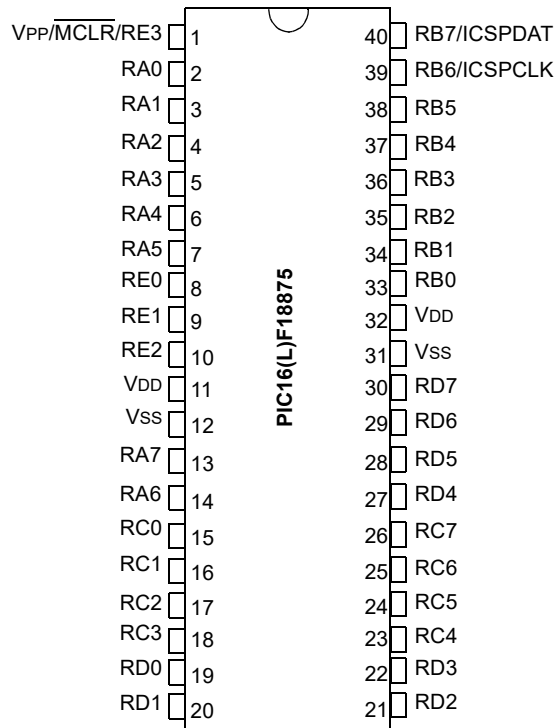 VPP/MCLR/RE3 1 40 RB7/ICSPDAT
RA0 2 39 RB6/ICSPCLK
RA1 3 38 RB5
RA2 4 37 RB4
RA3 5 36 RB3
RA4 6 35 RB2
RA5 7 34 RB1
RE0 8 33 RB0
RE1 9 32 VDD
RE2 10 31 VSS
VDD 11 30 RD7
VSS 12 29 RD6
RA7 13 28 RD5
RA6 14 27 RD4
RC0 15 26 RC7
RC1 16 25 RC6
RC2 17 24 RC5
RC3 18 23 RC4
RD0 19 22 RD3
RD1 20 21 RD2
PIC16(L)F18875